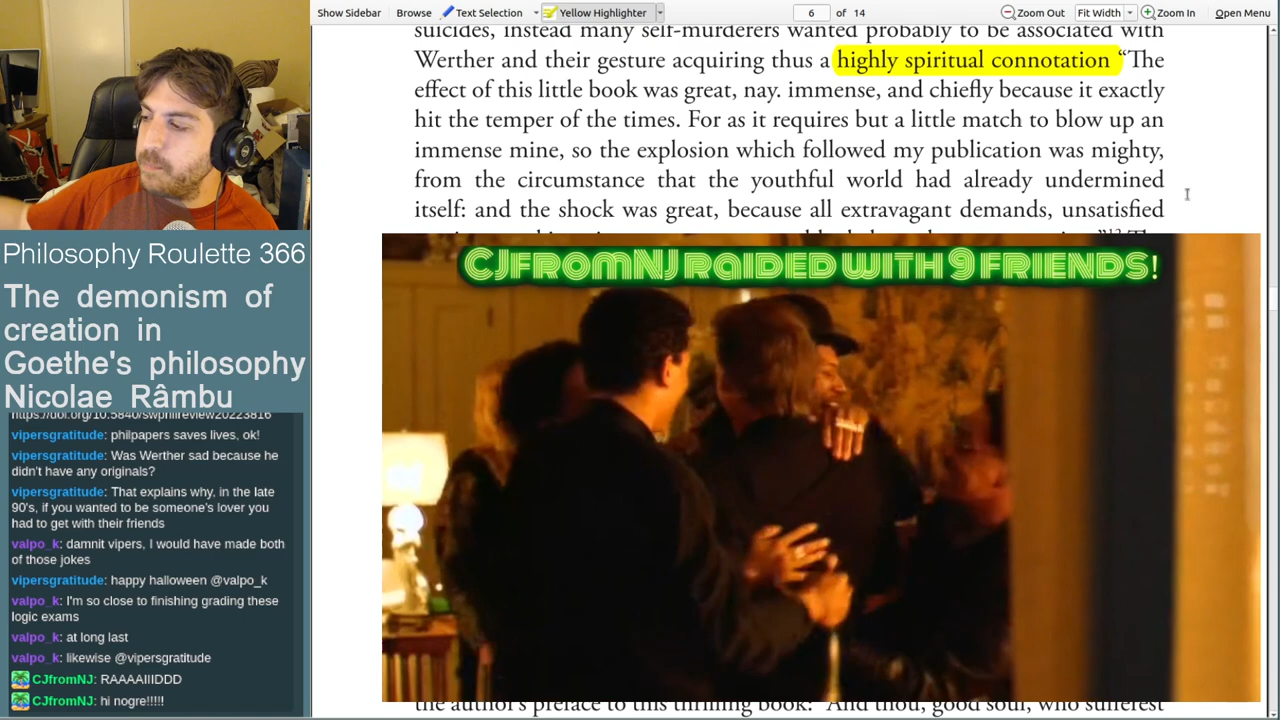 Show Sidebar Browse Text Selection Yellow Highlighter 6 of 14 Zoom Out Fit Width Zoom In Open Menu
suicides, instead many self-murderers wanted probably to be associated with
Werther and their gesture acquiring thus a highly spiritual connotation “The
effect of this little book was great, nay. immense, and chiefly because it exactly
hit the temper of the times. For as it requires but a little match to blow up an
immense mine, so the explosion which followed my publication was mighty,
from the circumstance that the youthful world had already undermined
itself: and the shock was great, because all extravagant demands, unsatisfied
CJfromNJ raided with 9 friends!
the author's preface to this thrilling book: “And thou, good soul, who sufferest
Philosophy Roulette 366
The demonism of
creation in
Goethe's philosophy
Nicolae Râmbu
https://doi.org/10.5840/swphilreview20223816
vipersgratitude: philpapers saves lives, ok!
vipersgratitude: Was Werther sad because he
didn't have any originals?
vipersgratitude: That explains why, in the late
90's, if you wanted to be someone's lover you
had to get with their friends
valpo_k: damnit vipers, I would have made both
of those jokes
vipersgratitude: happy halloween @valpo_k
valpo_k: I'm so close to finishing grading these
logic exams
valpo_k: at long last
valpo_k: likewise @vipersgratitude
CJfromNJ: RAAAAIIIDDD
CJfromNJ: hi nogre!!!!!